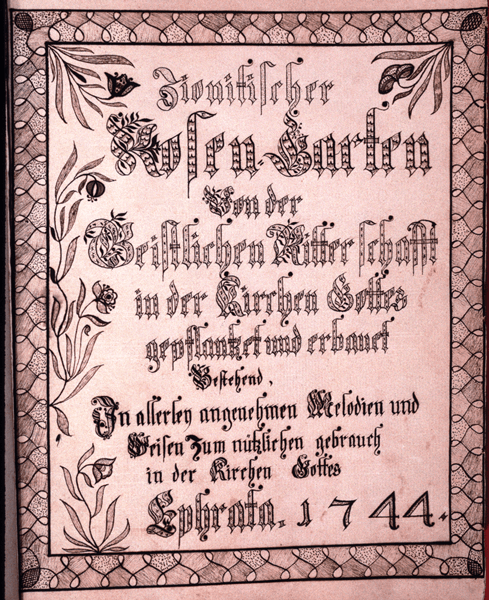 Zionitischer
Rosen-Garten
Von der
Geistlichen Ritterschafft
in der Kirchen Gottes
gepflantzet und erbauet
Bestehend,
In allerley angenehmen Melodien und
Weisen Zum nützlichen gebrauch
in der Kirchen Gottes
Ephrata. 1744.